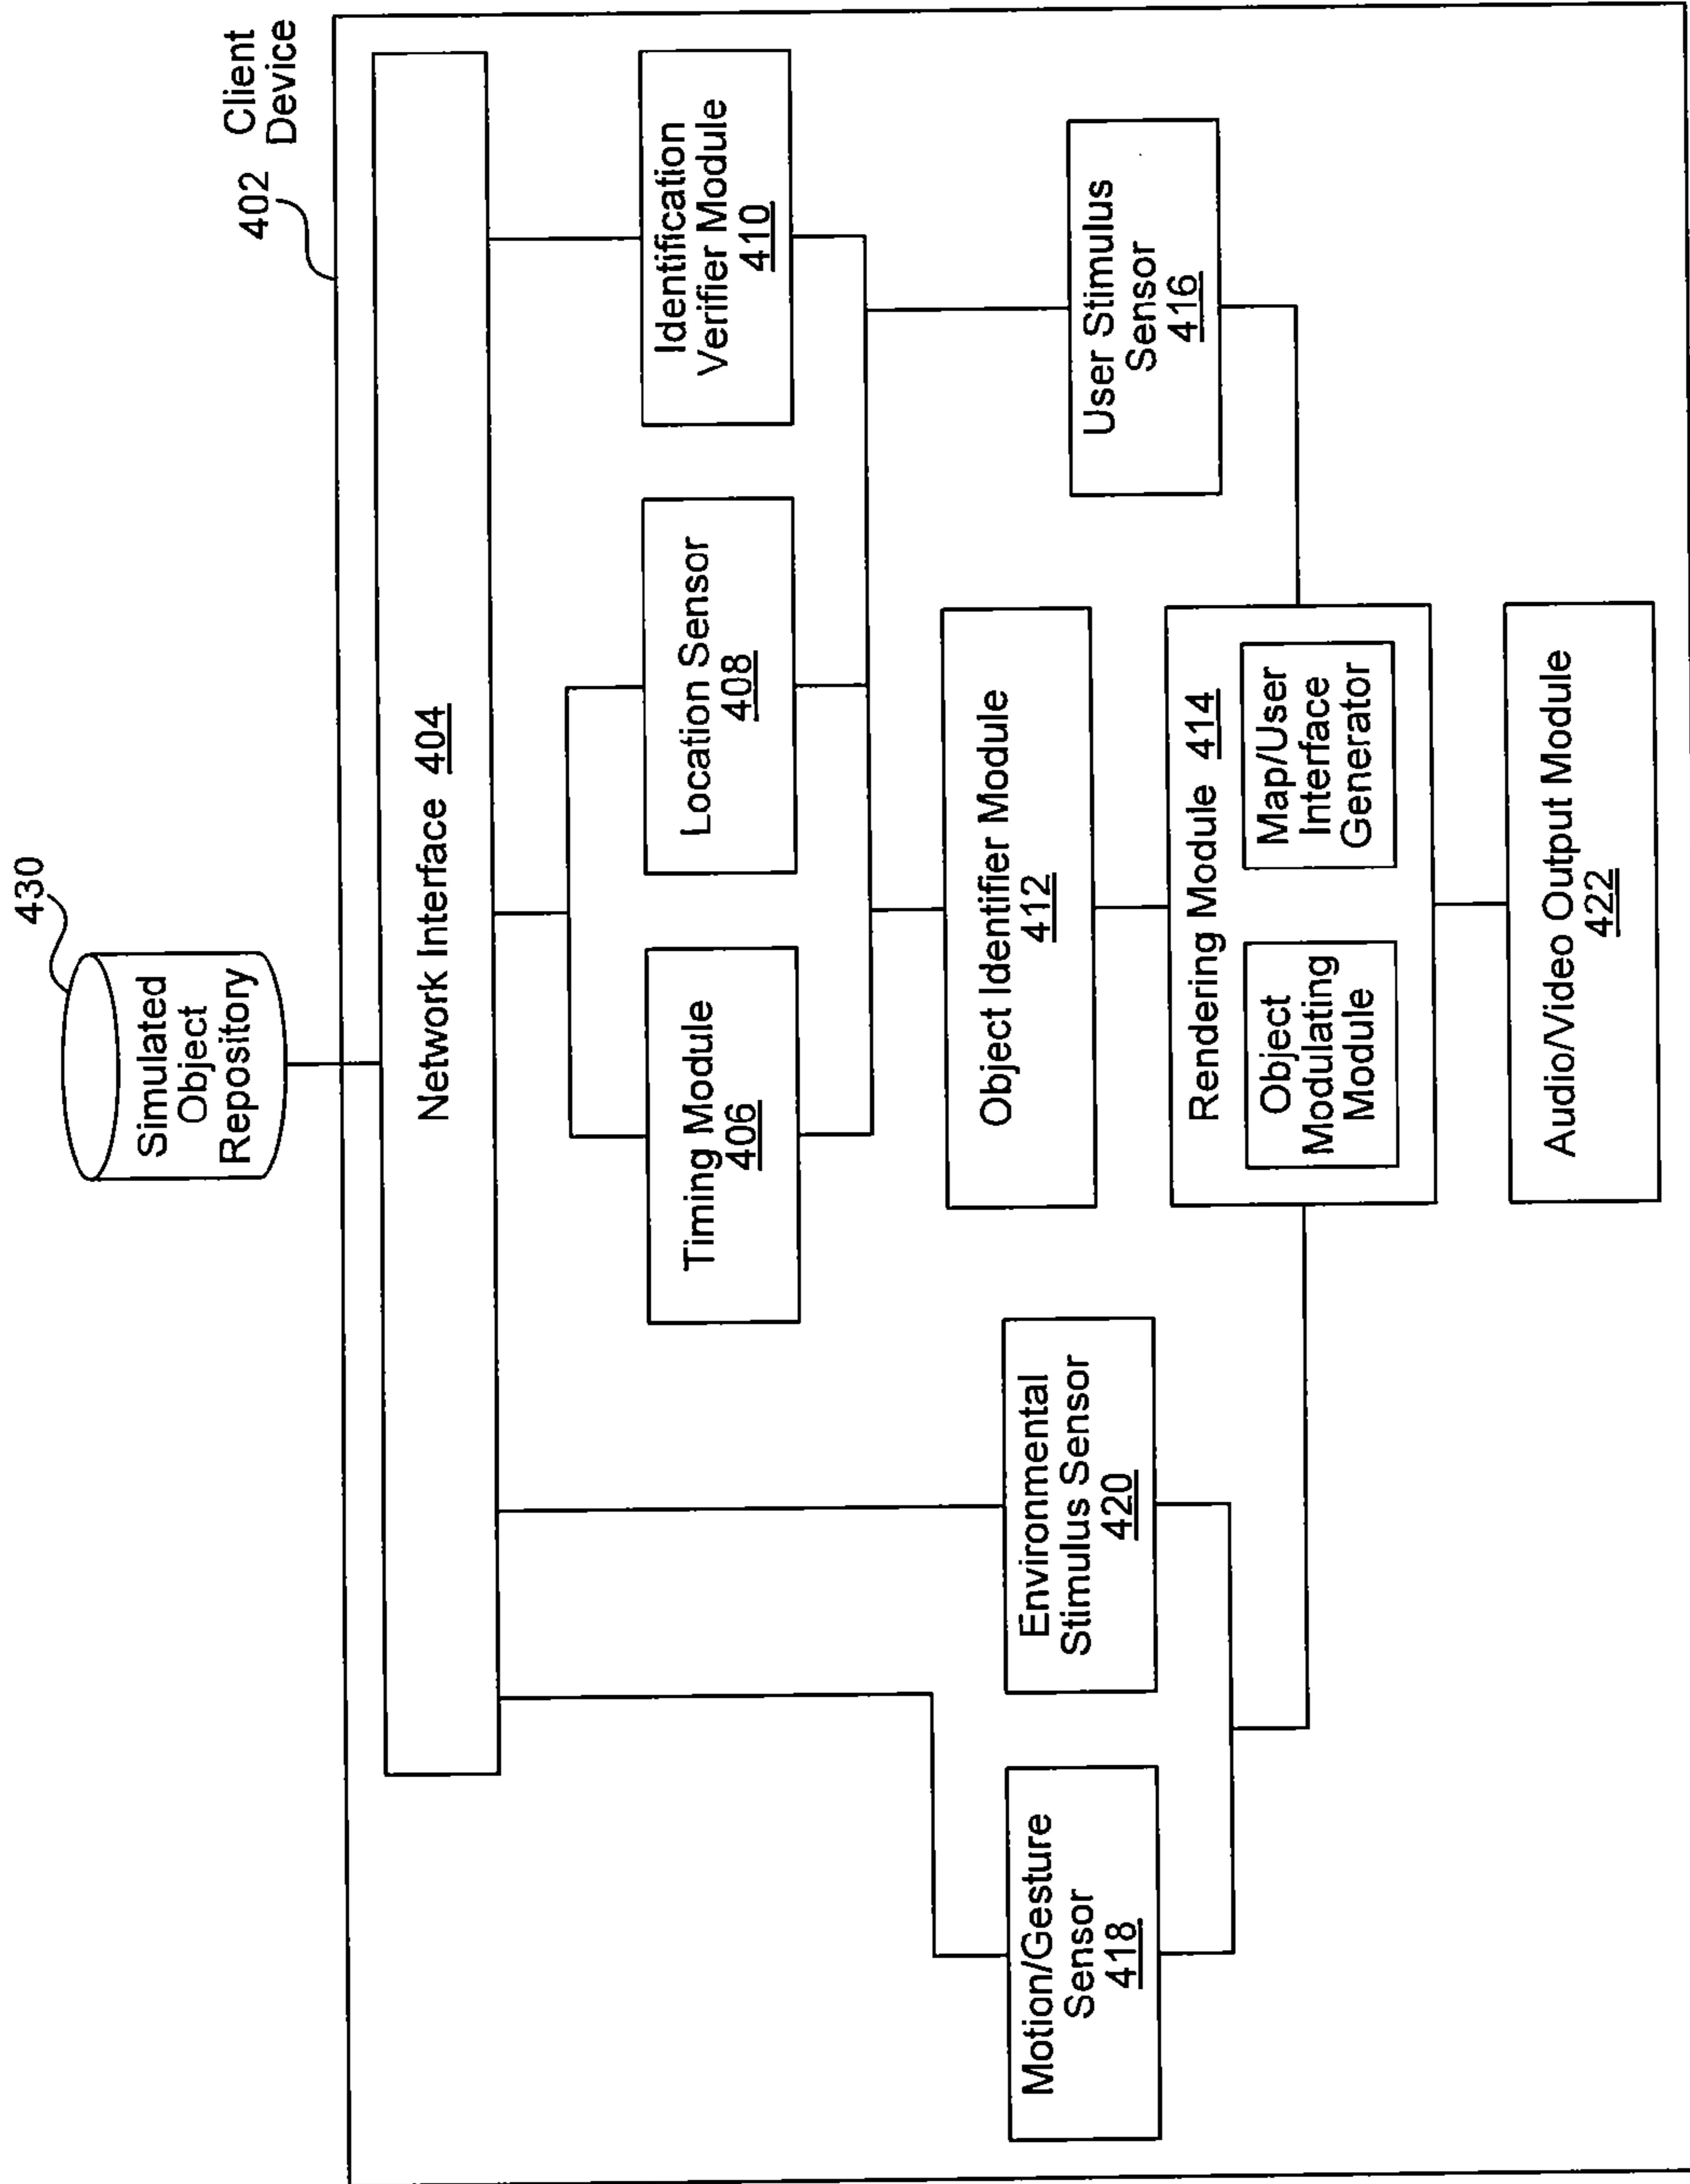 430
Simulated
Object
Repository
402
Client
Device
Network Interface 404
Timing Module
406
Location Sensor
408
Identification
Verifier Module
410
Motion/Gesture
Sensor
418
Environmental
Stimulus Sensor
420
Object Identifier Module
412
User Stimulus
Sensor
416
Rendering Module 414
Object
Modulating
Module
Map/User
Interface
Generator
Audio/Video Output Module
422